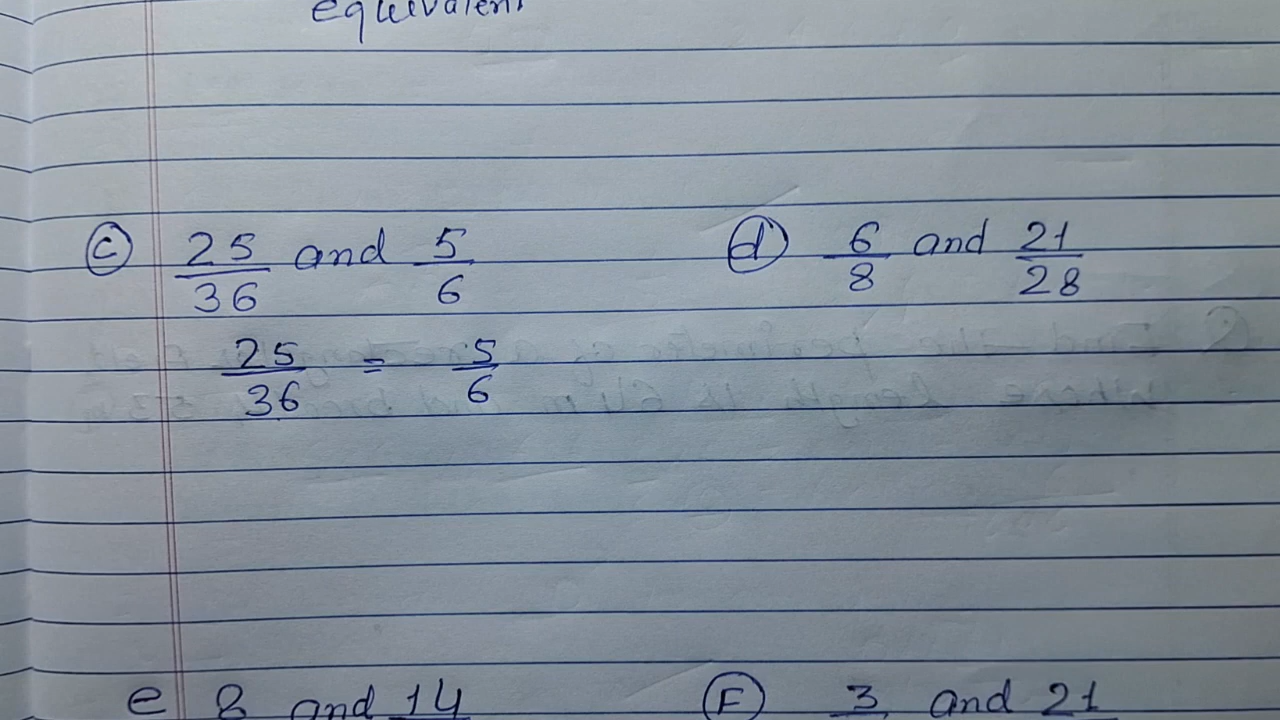 equivalent
(c) 25/36 and 5/6
(d) 6/8 and 21/28
25/36 = 5/6
e 8 and 14
(F) 3 and 21